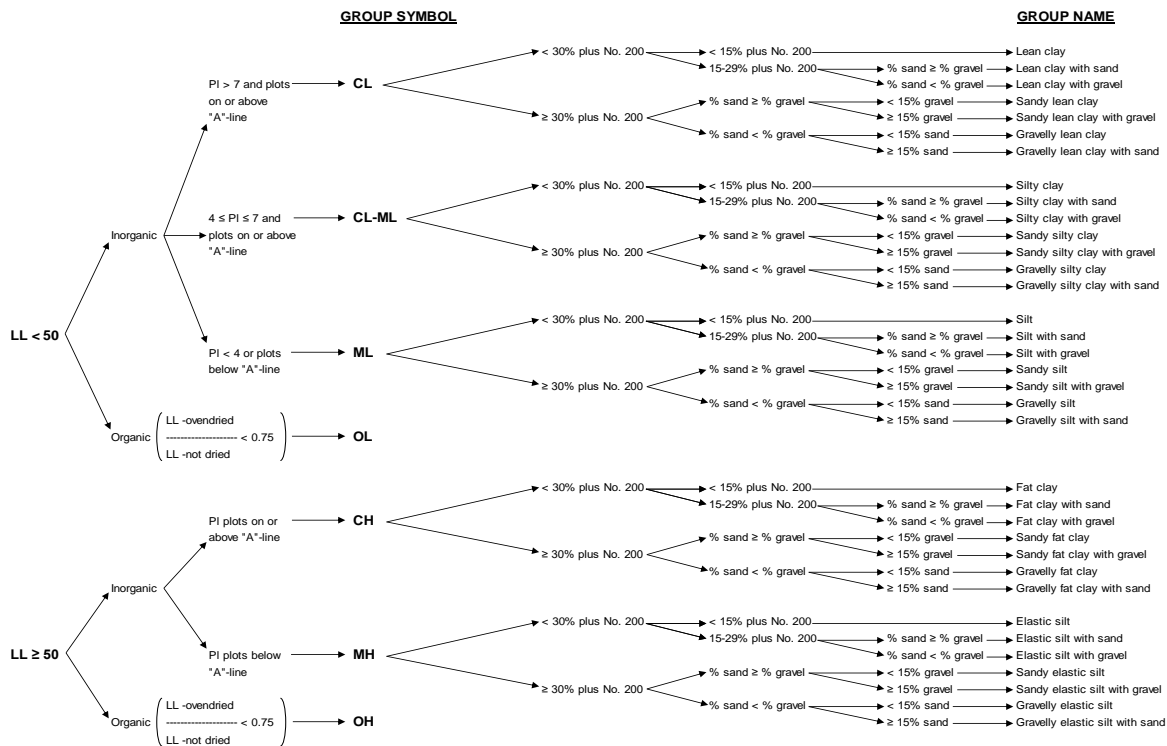 GROUP SYMBOL GROUP NAME
< 30% plus No. 200 < 15% plus No. 200 Lean clay
15-29% plus No. 200 % sand ≥ % gravel Lean clay with sand
PI > 7 and plots
on or above
"A"-line
CL
% sand < % gravel Lean clay with gravel
≥ 30% plus No. 200 % sand ≥ % gravel < 15% gravel Sandy lean clay
≥ 15% gravel Sandy lean clay with gravel
% sand < % gravel < 15% sand Gravelly lean clay
≥ 15% sand Gravelly lean clay with sand
< 30% plus No. 200 < 15% plus No. 200 Silty clay
15-29% plus No. 200 % sand ≥ % gravel Silty clay with sand
4 ≤ PI ≤ 7 and
plots on or above
"A"-line
CL-ML
% sand < % gravel Silty clay with gravel
Inorganic
≥ 30% plus No. 200 % sand ≥ % gravel < 15% gravel Sandy silty clay
≥ 15% gravel Sandy silty clay with gravel
% sand < % gravel < 15% sand Gravelly silty clay
≥ 15% sand Gravelly silty clay with sand
LL < 50
< 30% plus No. 200 < 15% plus No. 200 Silt
15-29% plus No. 200 % sand ≥ % gravel Silt with sand
PI < 4 or plots
below "A"-line
ML
% sand < % gravel Silt with gravel
≥ 30% plus No. 200 % sand ≥ % gravel < 15% gravel Sandy silt
≥ 15% gravel Sandy silt with gravel
% sand < % gravel < 15% sand Gravelly silt
≥ 15% sand Gravelly silt with sand
LL -ovendried
Organic -------------------- < 0.75 OL
LL -not dried
< 30% plus No. 200 < 15% plus No. 200 Fat clay
15-29% plus No. 200 % sand ≥ % gravel Fat clay with sand
PI plots on or
above "A"-line
CH
% sand < % gravel Fat clay with gravel
≥ 30% plus No. 200 % sand ≥ % gravel < 15% gravel Sandy fat clay
≥ 15% gravel Sandy fat clay with gravel
% sand < % gravel < 15% sand Gravelly fat clay
Inorganic
≥ 15% sand Gravelly fat clay with sand
LL ≥ 50
< 30% plus No. 200 < 15% plus No. 200 Elastic silt
15-29% plus No. 200 % sand ≥ % gravel Elastic silt with sand
PI plots below
"A"-line
MH
% sand < % gravel Elastic silt with gravel
≥ 30% plus No. 200 % sand ≥ % gravel < 15% gravel Sandy elastic silt
≥ 15% gravel Sandy elastic silt with gravel
% sand < % gravel < 15% sand Gravelly elastic silt
≥ 15% sand Gravelly elastic silt with sand
LL -ovendried
Organic -------------------- < 0.75 OH
LL -not dried